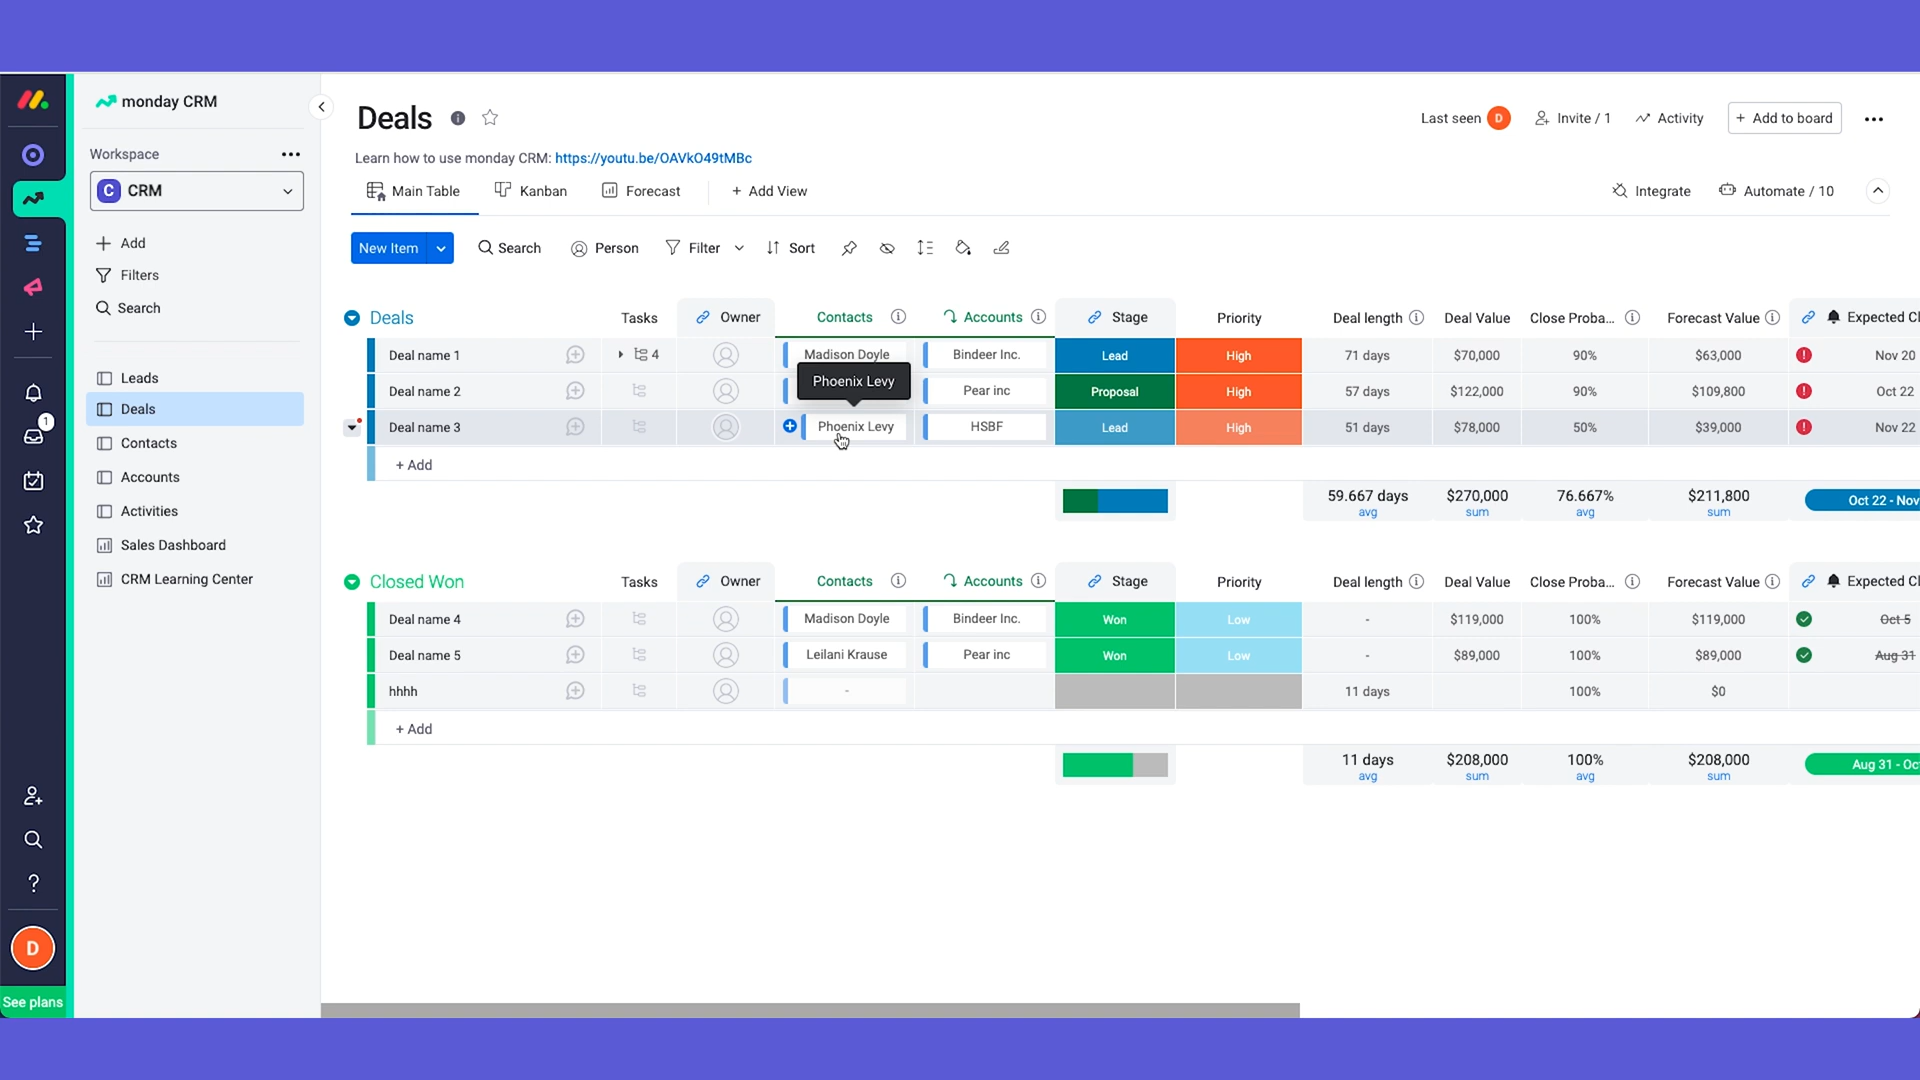 monday CRM
Workspace
C CRM
Add
Filters
Search
Leads
Deals
Contacts
Accounts
Activities
Sales Dashboard
CRM Learning Center
1
?
D
See plans
Deals
Last seen D Invite / 1 Activity + Add to board
Learn how to use monday CRM: https://youtu.be/OAVkO49tMBc
Main Table Kanban Forecast + Add View Integrate Automate / 10
New Item Search Person Filter Sort
Deals Tasks Owner Contacts Accounts Stage Priority Deal length Deal Value Close Proba... Forecast Value Expected Cl
Deal name 1 4 Madison Doyle Bindeer Inc. Lead High 71 days $70,000 90% $63,000 Nov 20
Phoenix Levy
Deal name 2 Pear inc Proposal High 57 days $122,000 90% $109,800 Oct 22
Deal name 3 Phoenix Levy HSBF Lead High 51 days $78,000 50% $39,000 Nov 22
+ Add
59.667 days $270,000 76.667% $211,800 Oct 22 - Nov
avg sum avg sum
Closed Won Tasks Owner Contacts Accounts Stage Priority Deal length Deal Value Close Proba... Forecast Value Expected Cl
Deal name 4 Madison Doyle Bindeer Inc. Won Low - $119,000 100% $119,000 Oct 5
Deal name 5 Leilani Krause Pear inc Won Low - $89,000 100% $89,000 Aug 31
hhhh - 11 days 100% $0
+ Add
11 days $208,000 100% $208,000 Aug 31 - Oc
avg sum avg sum